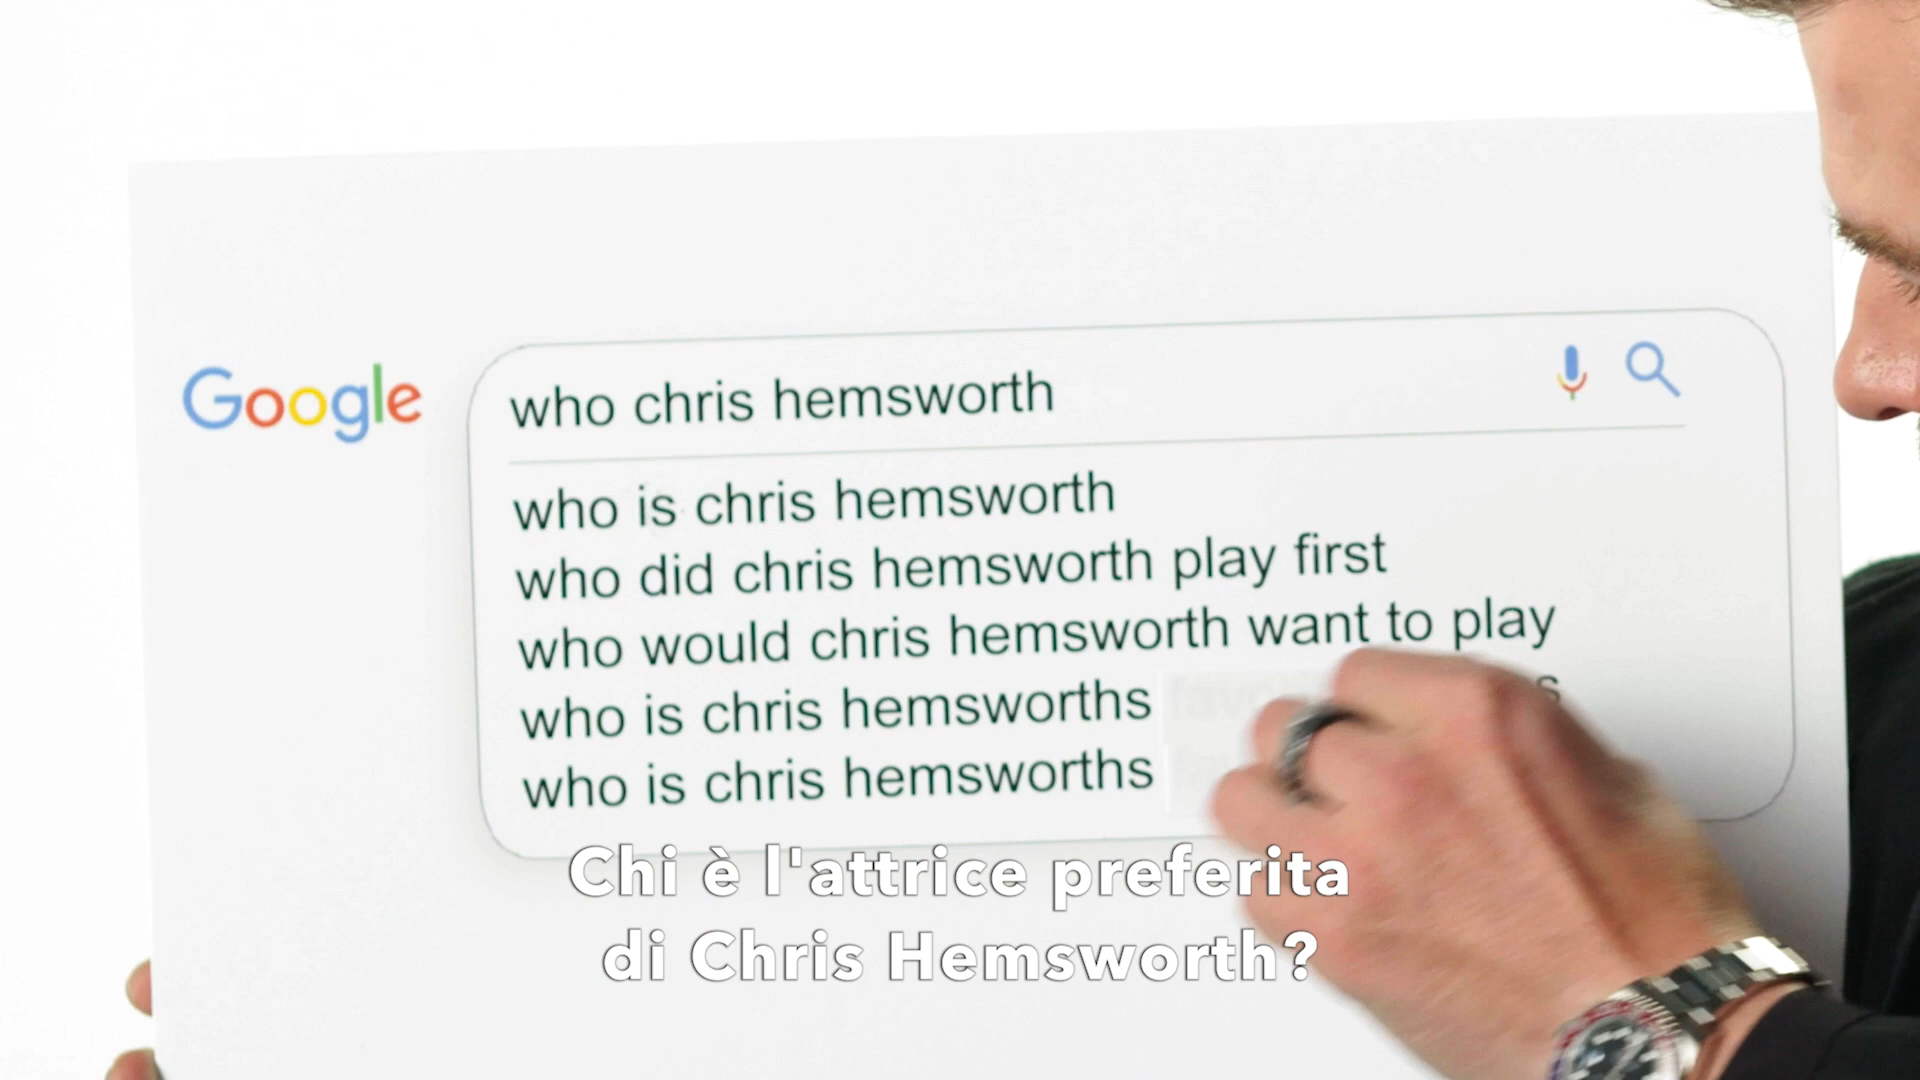 Google
who chris hemsworth
who is chris hemsworth
who did chris hemsworth play first
who would chris hemsworth want to play
who is chris hemsworths
who is chris hemsworths
Chi è l'attrice preferita
di Chris Hemsworth?